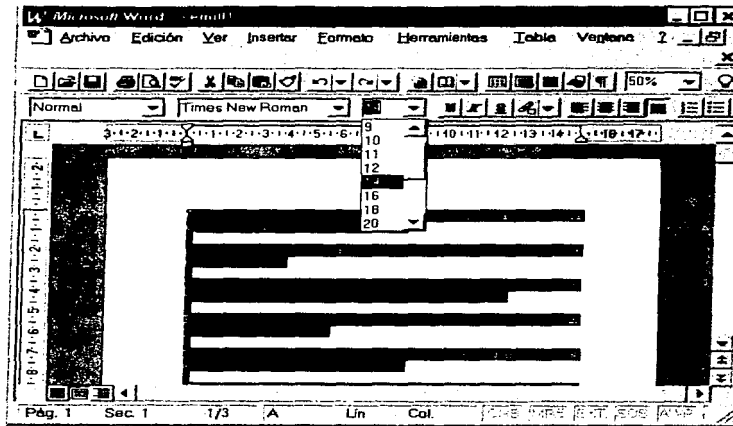 Microsoft Word
Archivo Edición Ver Insertar Formato Herramientas Tabla Ventana ?
50%
Normal Times New Roman
9
10
11
12
16
18
20
Pág. 1 Sec. 1 1/3 A Lín Col.